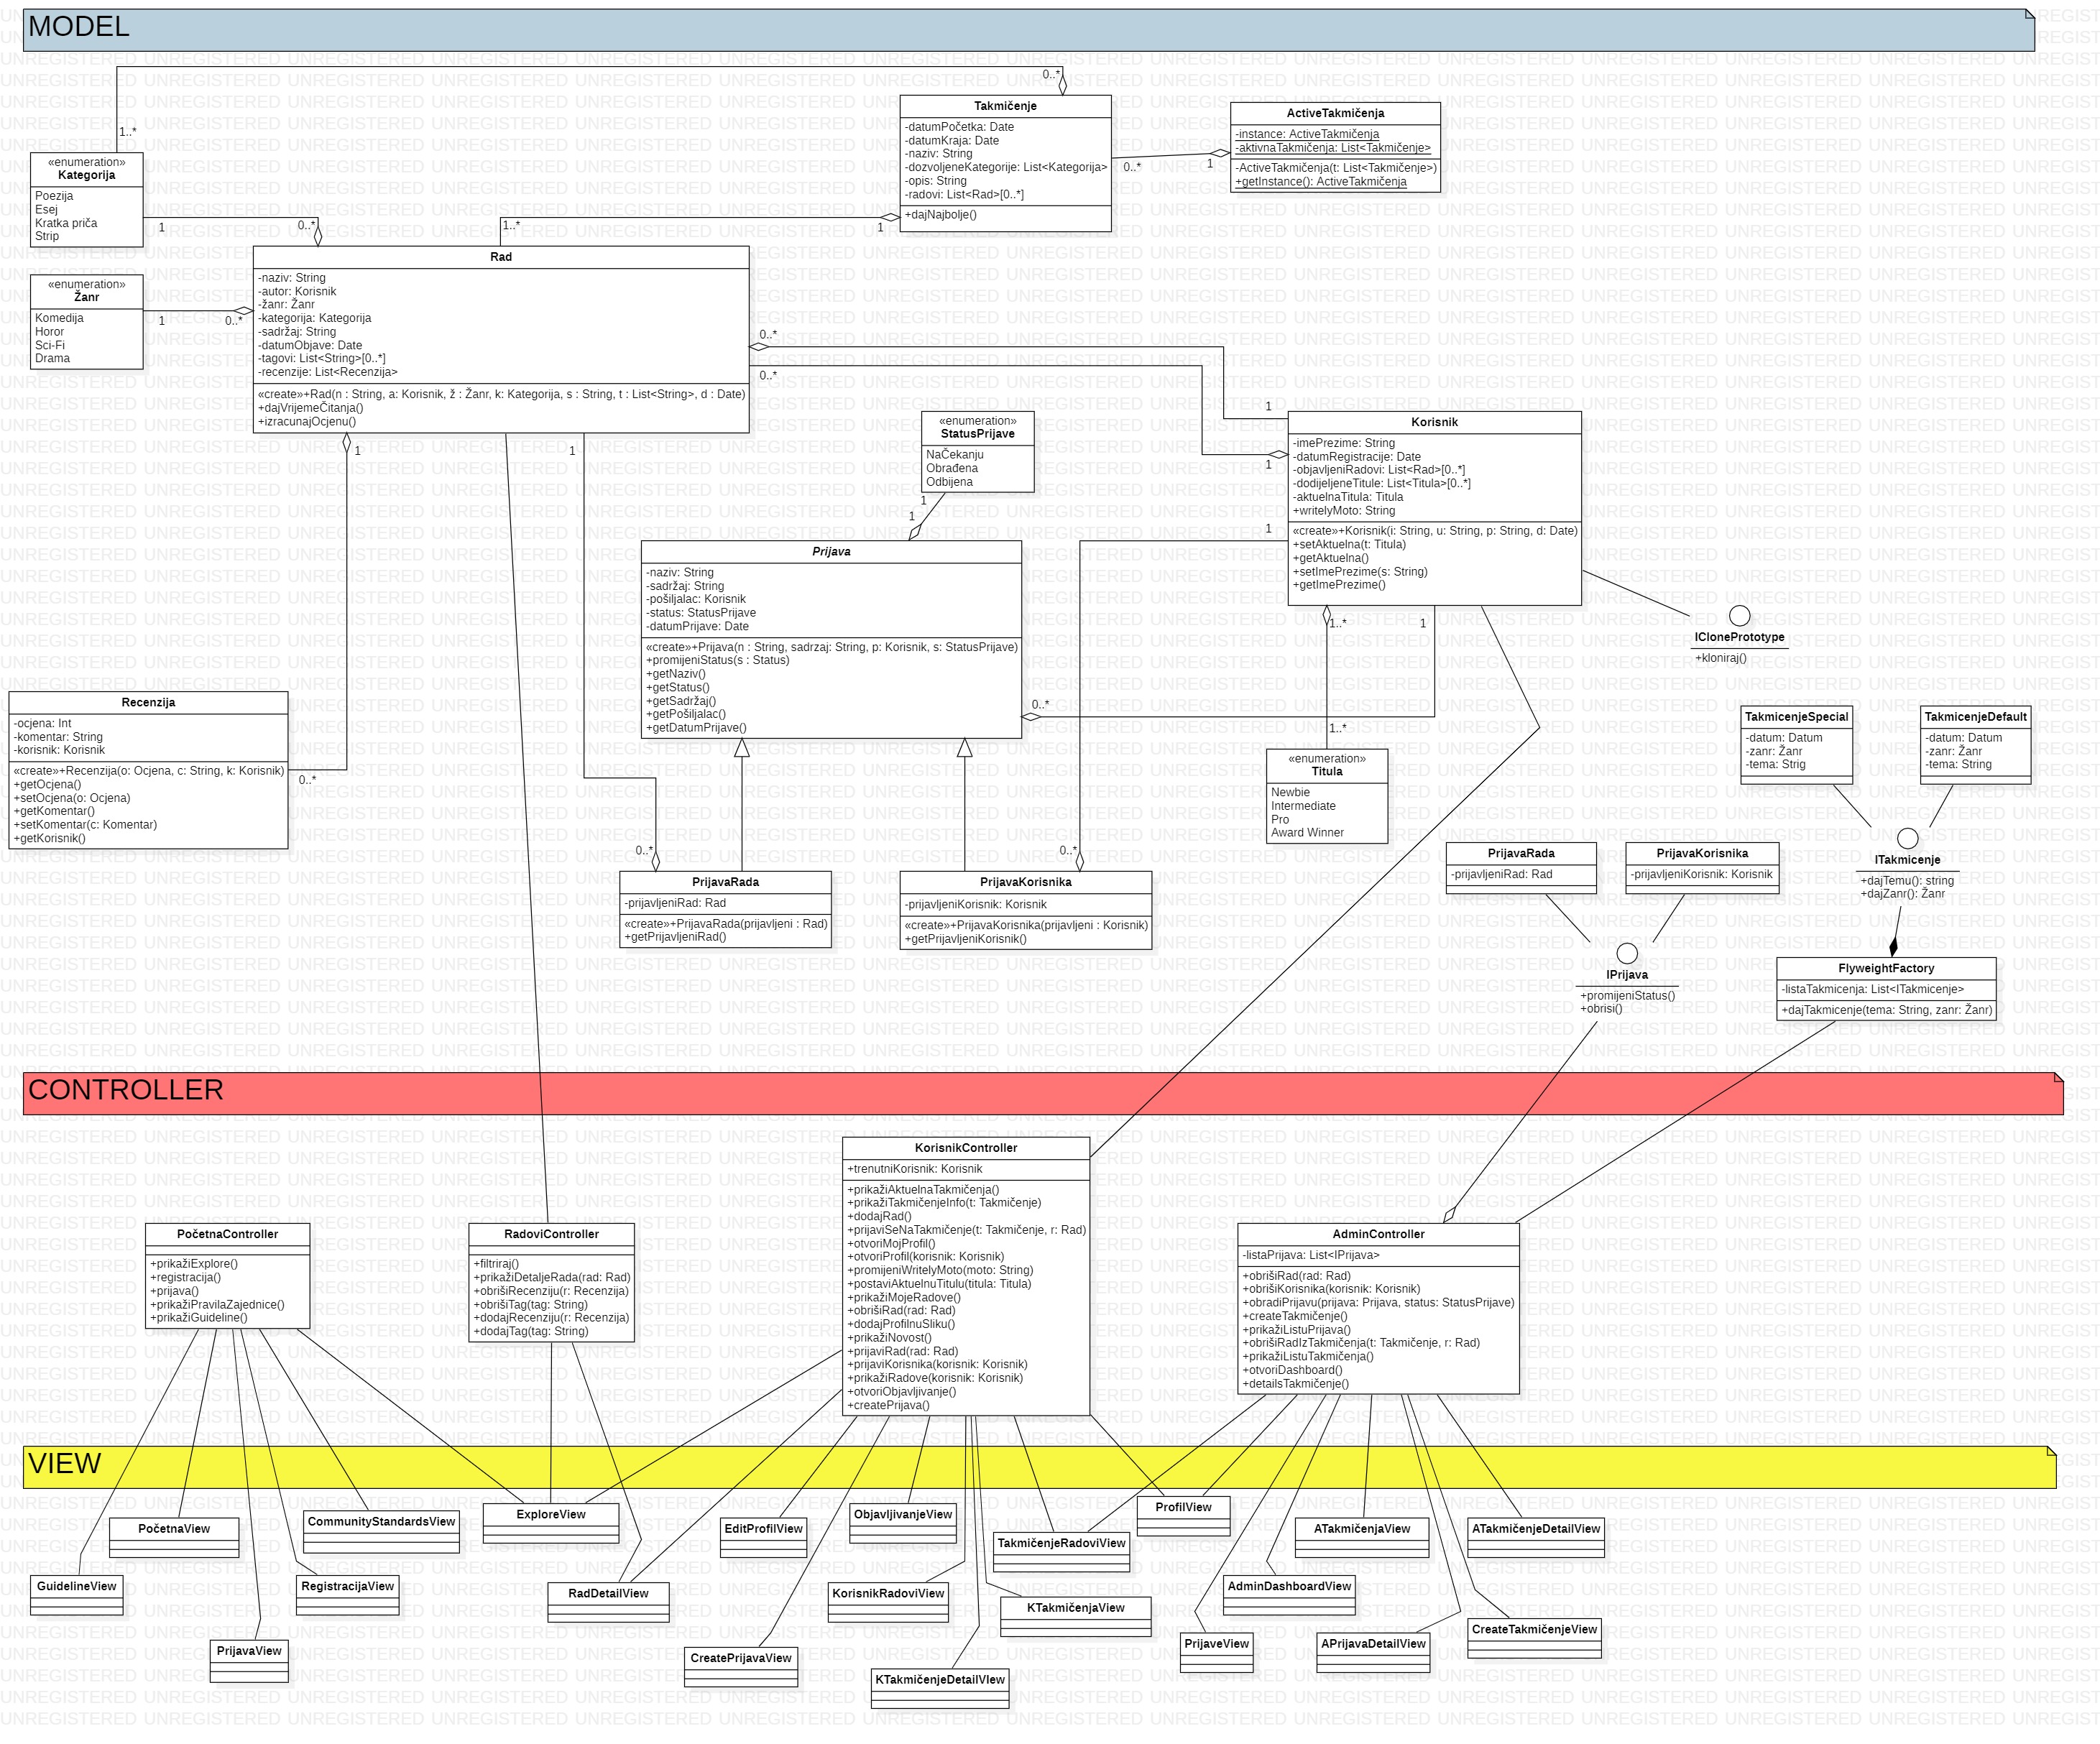 MODEL
0..*
1..*
Takmičenje
-datumPočetka: Date
-datumKraja: Date
-naziv: String
-dozvoljeneKategorije: List<Kategorija>
-opis: String
-radovi: List<Rad>[0..*]
+dajNajbolje()
ActiveTakmičenja
-instance: ActiveTakmičenja
-aktivnaTakmičenja: List<Takmičenje>
-ActiveTakmičenja(t: List<Takmičenje>)
+getInstance(): ActiveTakmičenja
0..*
1
«enumeration»
Kategorija
Poezija
Esej
Kratka priča
Strip
1
0..*
1..*
1
«enumeration»
Žanr
Komedija
Horor
Sci-Fi
Drama
1
0..*
Rad
-naziv: String
-autor: Korisnik
-žanr: Žanr
-kategorija: Kategorija
-sadržaj: String
-datumObjave: Date
-tagovi: List<String>[0..*]
-recenzije: List<Recenzija>
«create»+Rad(n : String, a: Korisnik, ž : Žanr, k: Kategorija, s : String, t : List<String>, d : Date)
+dajVrijemeČitanja()
+izracunajOcjenu()
0..*
0..*
1
1
1
1
«enumeration»
StatusPrijave
NaČekanju
Obrađena
Odbijena
1
1
Korisnik
-imePrezime: String
-datumRegistracije: Date
-objavljeniRadovi: List<Rad>[0..*]
-dodijeljeneTitule: List<Titula>[0..*]
-aktuelnaTitula: Titula
+writelyMoto: String
«create»+Korisnik(i: String, u: String, p: String, d: Date)
+setAktuelna(t: Titula)
+getAktuelna()
+setImePrezime(s: String)
+getImePrezime()
1
1..*
1
IClonePrototype
+kloniraj()
Prijava
-naziv: String
-sadržaj: String
-pošiljalac: Korisnik
-status: StatusPrijave
-datumPrijave: Date
«create»+Prijava(n : String, sadrzaj: String, p: Korisnik, s: StatusPrijave)
+promijeniStatus(s : Status)
+getNaziv()
+getStatus()
+getSadržaj()
+getPošiljalac()
+getDatumPrijave()
0..*
1..*
Recenzija
-ocjena: Int
-komentar: String
-korisnik: Korisnik
«create»+Recenzija(o: Ocjena, c: String, k: Korisnik)
+getOcjena()
+setOcjena(o: Ocjena)
+getKomentar()
+setKomentar(c: Komentar)
+getKorisnik()
0..*
«enumeration»
Titula
Newbie
Intermediate
Pro
Award Winner
TakmicenjeSpecial
-datum: Datum
-zanr: Žanr
-tema: Strig
TakmicenjeDefault
-datum: Datum
-zanr: Žanr
-tema: String
ITakmicenje
+dajTemu(): string
+dajZanr(): Žanr
0..*
PrijavaRada
-prijavljeniRad: Rad
«create»+PrijavaRada(prijavljeni : Rad)
+getPrijavljeniRad()
0..*
PrijavaKorisnika
-prijavljeniKorisnik: Korisnik
«create»+PrijavaKorisnika(prijavljeni : Korisnik)
+getPrijavljeniKorisnik()
PrijavaRada
-prijavljeniRad: Rad
PrijavaKorisnika
-prijavljeniKorisnik: Korisnik
IPrijava
+promijeniStatus()
+obrisi()
FlyweightFactory
-listaTakmicenja: List<ITakmicenje>
+dajTakmicenje(tema: String, zanr: Žanr)
CONTROLLER
PočetnaController
+prikažiExplore()
+registracija()
+prijava()
+prikažiPravilaZajednice()
+prikažiGuideline()
RadoviController
+filtriraj()
+prikažiDetaljeRada(rad: Rad)
+obrišiRecenziju(r: Recenzija)
+obrišiTag(tag: String)
+dodajRecenziju(r: Recenzija)
+dodajTag(tag: String)
KorisnikController
+trenutniKorisnik: Korisnik
+prikažiAktuelnaTakmičenja()
+prikažiTakmičenjeInfo(t: Takmičenje)
+dodajRad()
+prijaviSeNaTakmičenje(t: Takmičenje, r: Rad)
+otvoriMojProfil()
+otvoriProfil(korisnik: Korisnik)
+promijeniWritelyMoto(moto: String)
+postaviAktuelnuTitulu(titula: Titula)
+prikažiMojeRadove()
+obrišiRad(rad: Rad)
+dodajProfilnuSliku()
+prikažiNovost()
+prijaviRad(rad: Rad)
+prijaviKorisnika(korisnik: Korisnik)
+prikažiRadove(korisnik: Korisnik)
+otvoriObjavljivanje()
+createPrijava()
AdminController
-listaPrijava: List<IPrijava>
+obrišiRad(rad: Rad)
+obrišiKorisnika(korisnik: Korisnik)
+obradiPrijavu(prijava: Prijava, status: StatusPrijave)
+createTakmičenje()
+prikažiListuPrijava()
+obrišiRadIzTakmičenja(t: Takmičenje, r: Rad)
+prikažiListuTakmičenja()
+otvoriDashboard()
+detailsTakmičenje()
VIEW
PočetnaView
CommunityStandardsView
ExploreView
EditProfilView
ObjavljivanjeView
TakmičenjeRadoviView
ProfilView
ATakmičenjaView
ATakmičenjeDetailView
GuidelineView
RegistracijaView
RadDetailView
KorisnikRadoviView
KTakmičenjaView
AdminDashboardView
PrijavaView
CreatePrijavaView
KTakmičenjeDetailVIew
PrijaveView
APrijavaDetailView
CreateTakmičenjeView